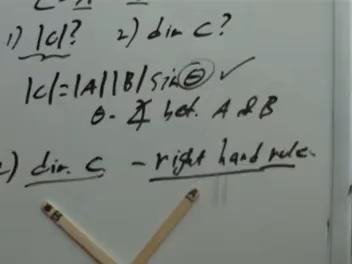 1) |C|? 2) dir C?
|C| = |A| |B| sin θ ✓
θ - ∡ bet. A & B
2) dir. C - right hand rule.
B A